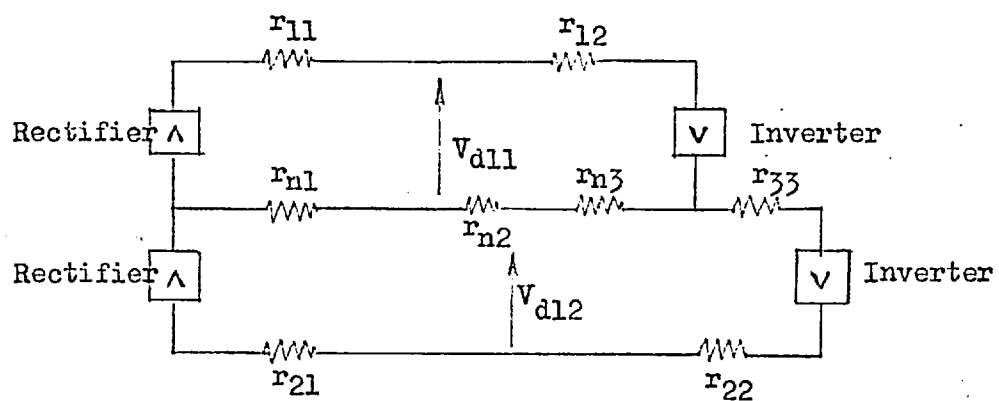 r11
r12
Rectifier ∧
∨ Inverter
Vd11
rn1
rn3
r33
rn2
Rectifier ∧
∨ Inverter
Vd12
r21
r22